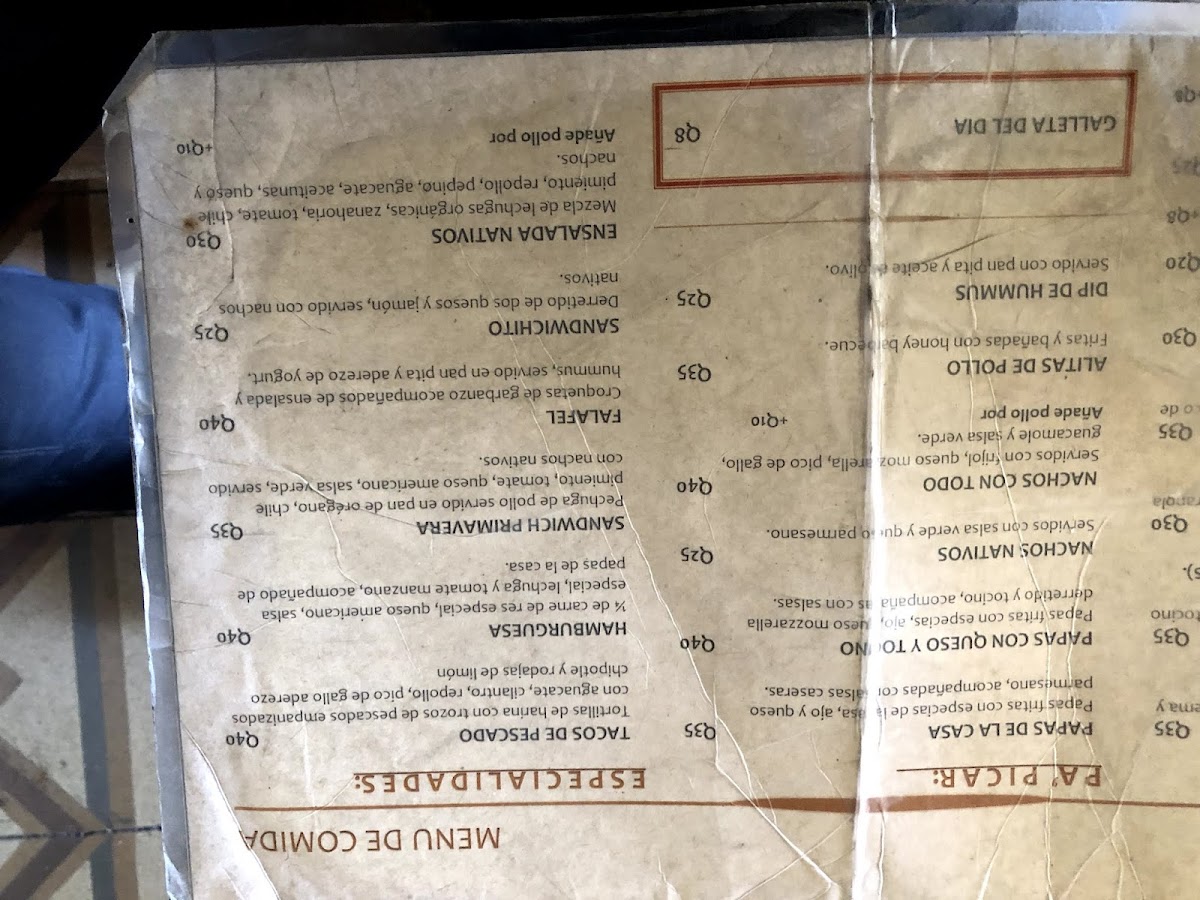 MENU DE COMIDA
PA' PICAR:
PAPAS DE LA CASA Q35
Papas fritas con especias de la casa, ajo y queso
parmesano, acompañadas con salsas caseras.
PAPAS CON QUESO Y TOCINO Q40
Papas fritas con especias, ajo, queso mozzarella
derretido y tocino, acompañadas con salsas.
NACHOS NATIVOS Q25
Servidos con salsa verde y queso parmesano.
NACHOS CON TODO Q40
Servidos con frijol, queso mozzarella, pico de gallo,
guacamole y salsa verde.
Añade pollo por +Q10
ALITAS DE POLLO Q35
Fritas y bañadas con honey barbecue.
DIP DE HUMMUS Q25
Servido con pan pita y aceite olivo.
GALLETA DEL DIA Q8
ESPECIALIDADES:
TACOS DE PESCADO Q40
Tortillas de harina con trozos de pescados empanizados
con aguacate, cilantro, repollo, pico de gallo aderezo
chipotle y rodajas de limón
HAMBURGUESA Q40
¼ de carne de res especial, queso américano, salsa
especial, lechuga y tomate manzano, acompañado de
papas de la casa.
SANDWICH PRIMAVERA Q35
Pechuga de pollo servido en pan de orégano, chile
pimiento, tomate, queso américano, salsa verde, servido
con nachos nativos.
FALAFEL Q40
Croquetas de garbanzo acompañados de ensalada y
hummus, servido en pan pita y aderezo de yogurt.
SANDWICHITO Q25
Derretido de dos quesos y jamón, servido con nachos
nativos.
ENSALADA NATIVOS Q30
Mezcla de lechugas orgánicas, zanahoria, tomate, chile
pimiento, repollo, pepino, aguacate, aceitunas, queso y
nachos.
Añade pollo por +Q10
Q35
ema y
Q35
tocino
s).
Q30
ranola
Q35
o de
Q30
Q20
+Q8
Q25
+Q8